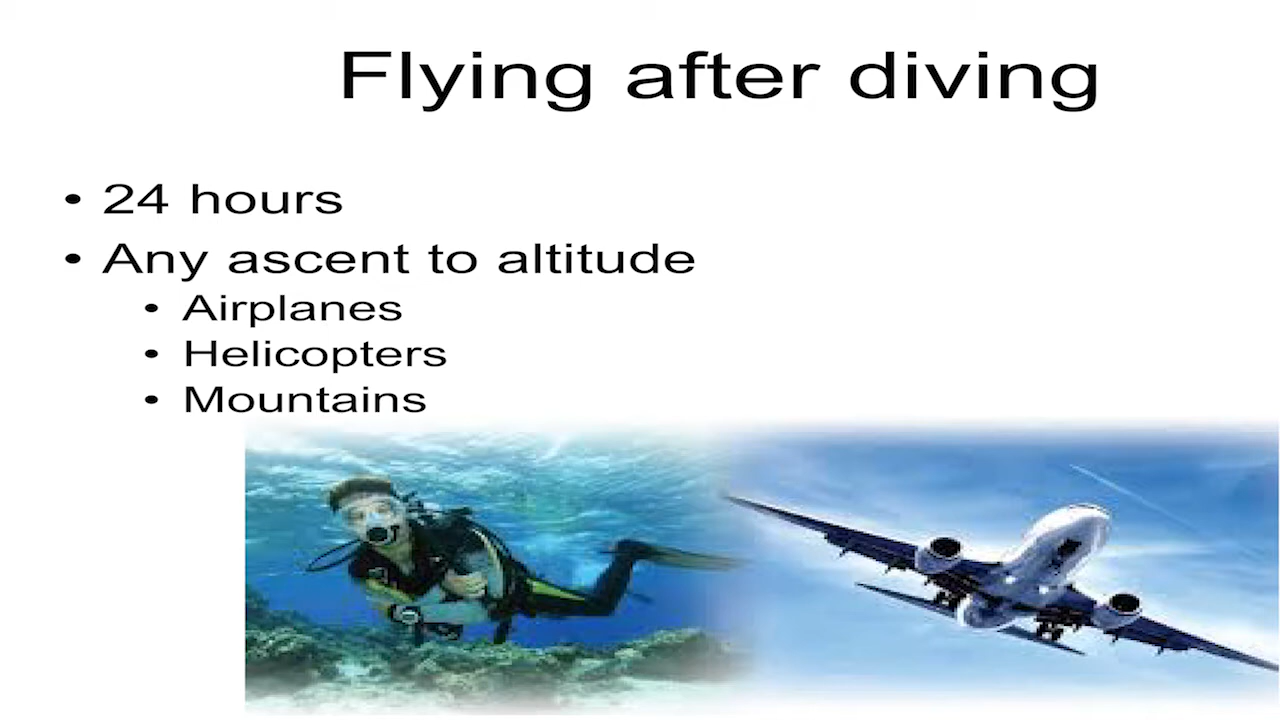 Flying after diving
• 24 hours
• Any ascent to altitude
• Airplanes
• Helicopters
• Mountains